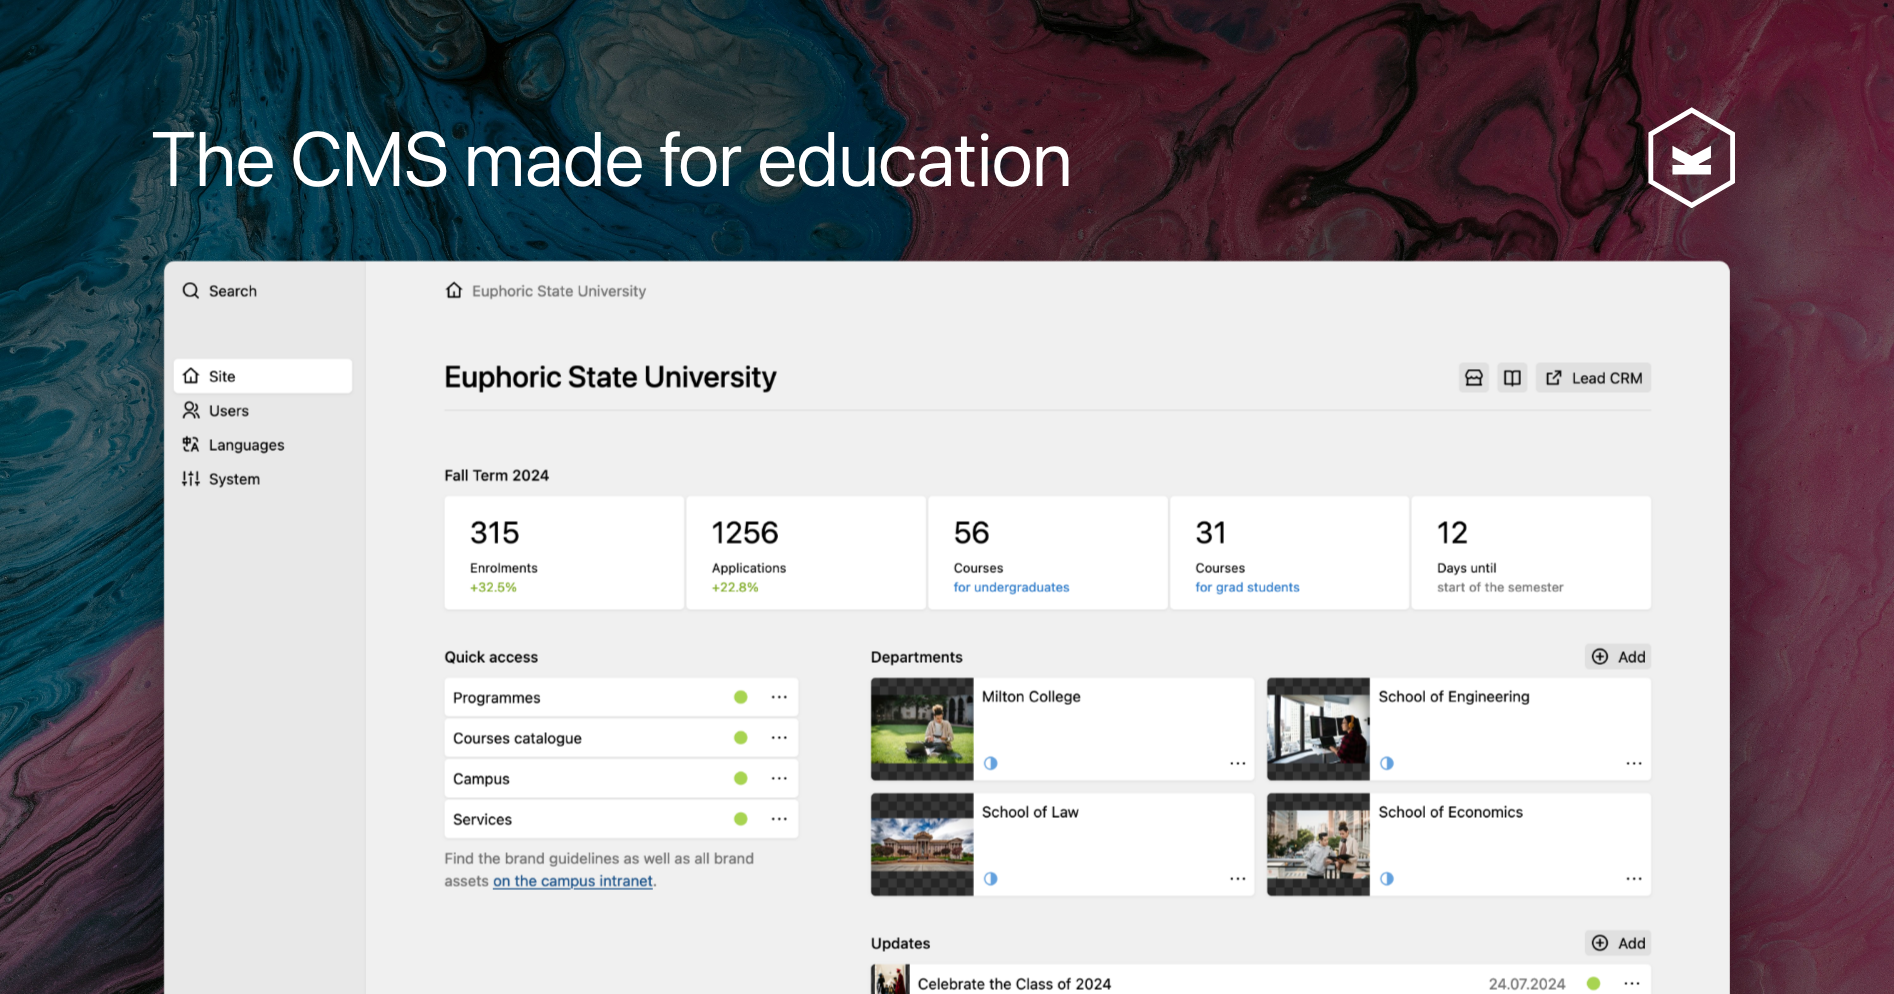 The CMS made for education
Search
Site
Users
Languages
System
Euphoric State University
Euphoric State University
Lead CRM
Fall Term 2024
315
Enrolments
+32.5%
1256
Applications
+22.8%
56
Courses
for undergraduates
31
Courses
for grad students
12
Days until
start of the semester
Quick access
Programmes
Courses catalogue
Campus
Services
Find the brand guidelines as well as all brand
assets on the campus intranet.
Departments
Add
Milton College
School of Engineering
School of Law
School of Economics
Updates
Add
Celebrate the Class of 2024
24.07.2024